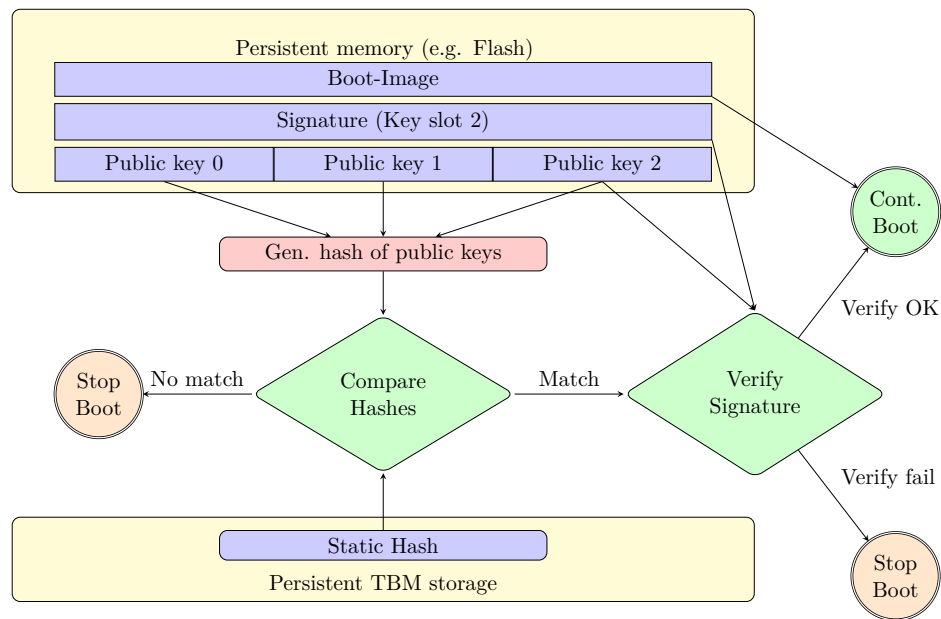 Persistent memory (e.g. Flash)
Boot-Image
Signature (Key slot 2)
Public key 0
Public key 1
Public key 2
Cont.
Boot
Gen. hash of public keys
Verify OK
Stop
Boot
No match
Compare
Hashes
Match
Verify
Signature
Verify fail
Static Hash
Persistent TBM storage
Stop
Boot